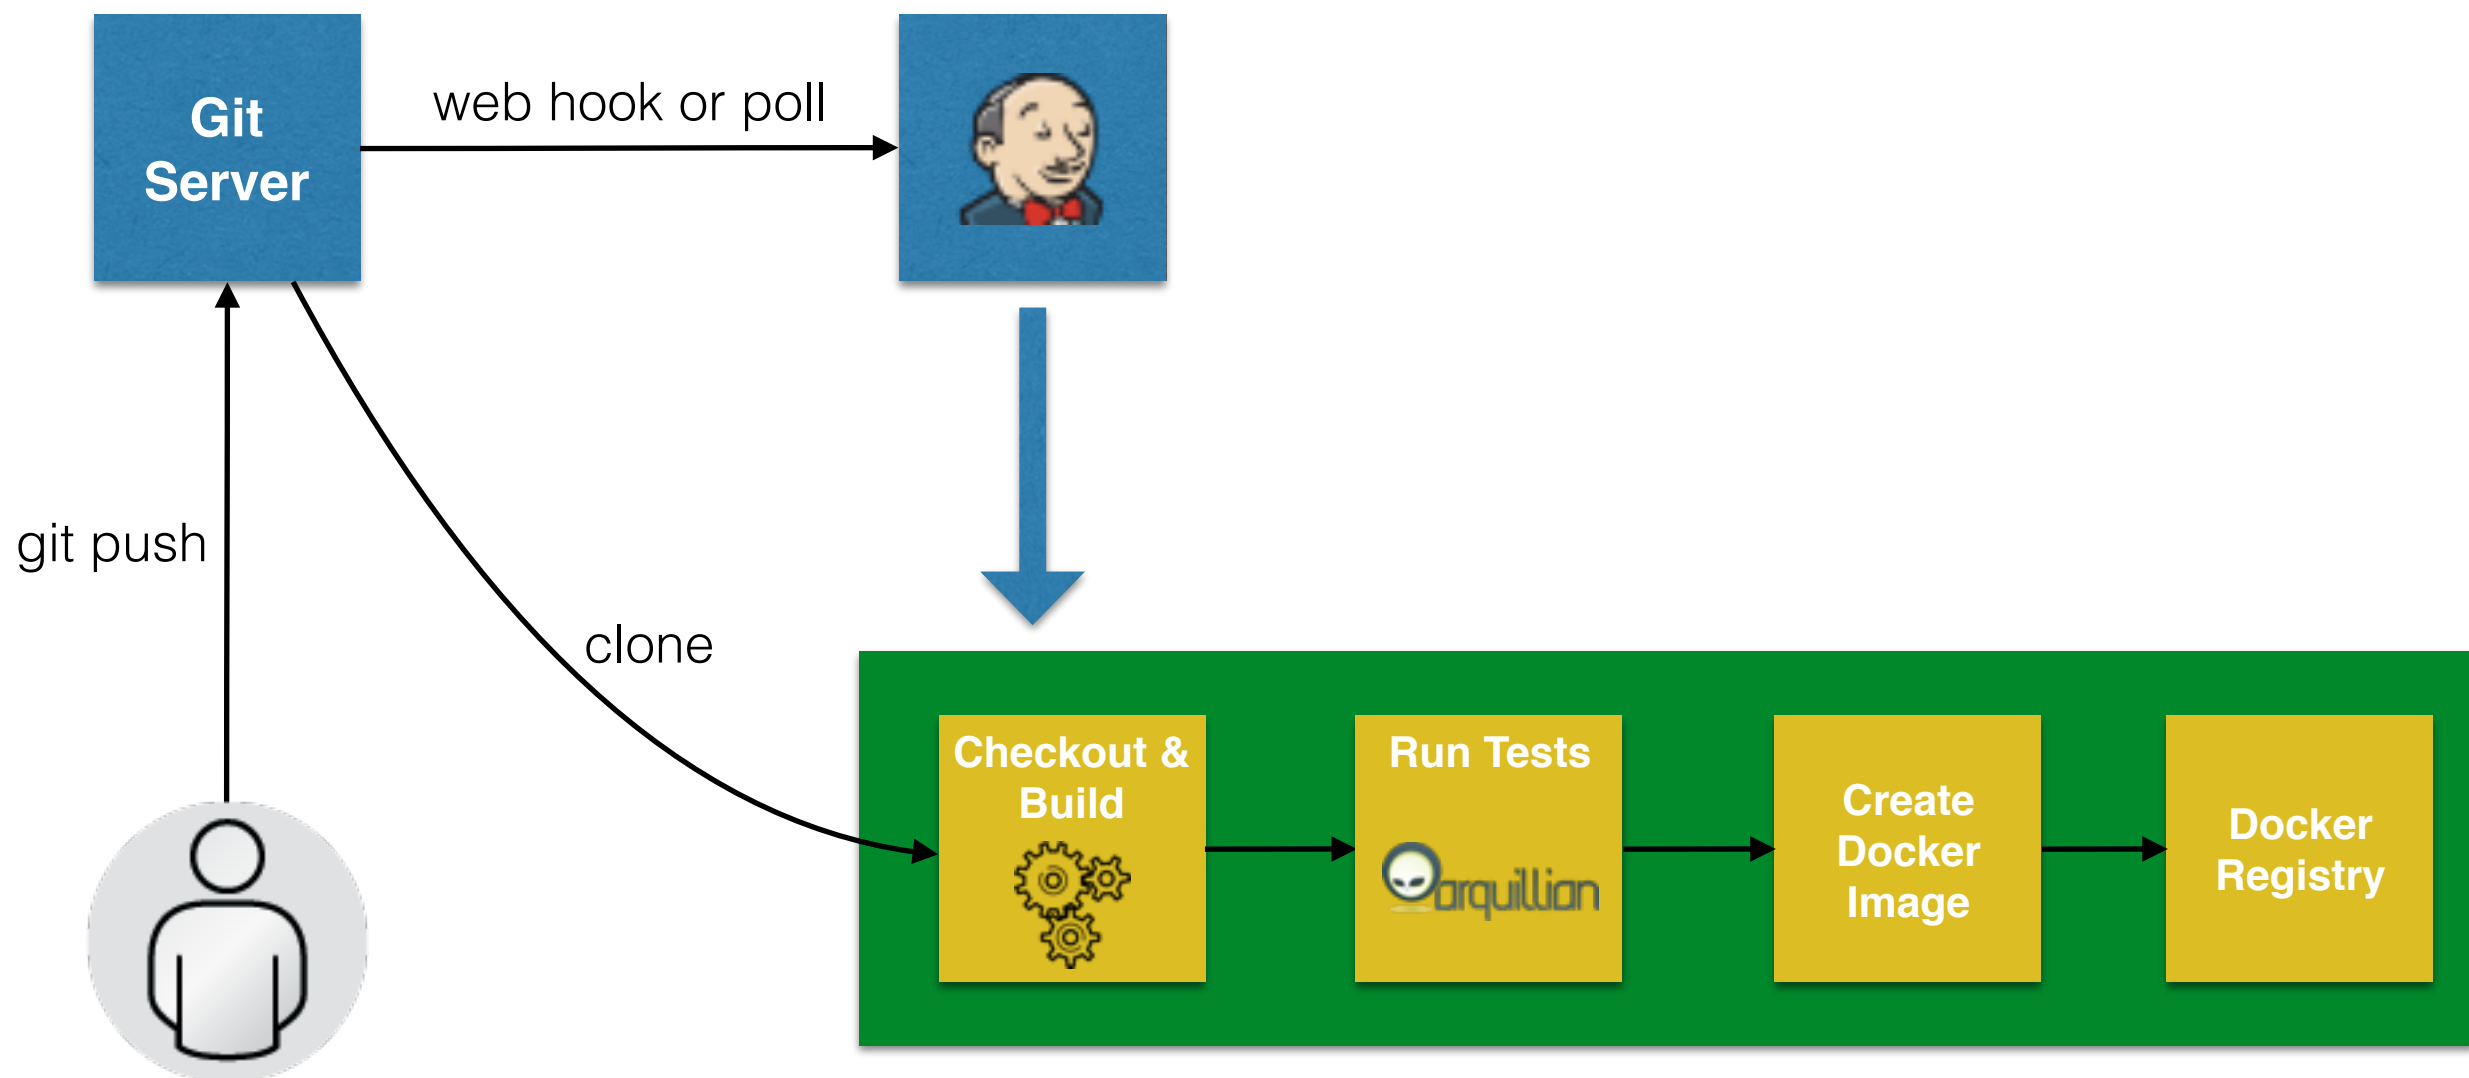 Git
Server
web hook or poll
git push
clone
Checkout &
Build
Run Tests
arquillian
Create
Docker
Image
Docker
Registry